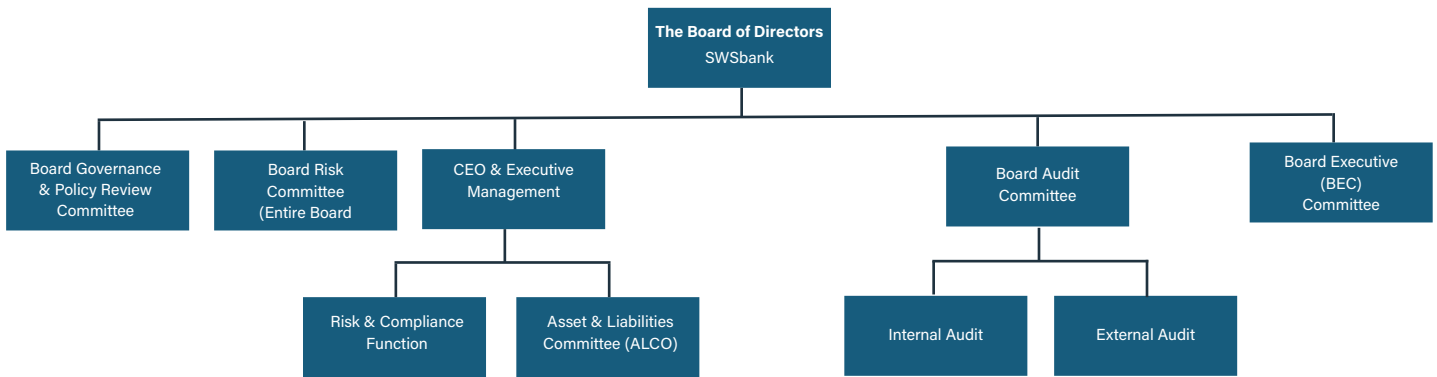 The Board of Directors
SWSbank
Board Governance
& Policy Review
Committee
Board Risk
Committee
(Entire Board
CEO & Executive
Management
Board Audit
Committee
Board Executive
(BEC)
Committee
Risk & Compliance
Function
Asset & Liabilities
Committee (ALCO)
Internal Audit
External Audit